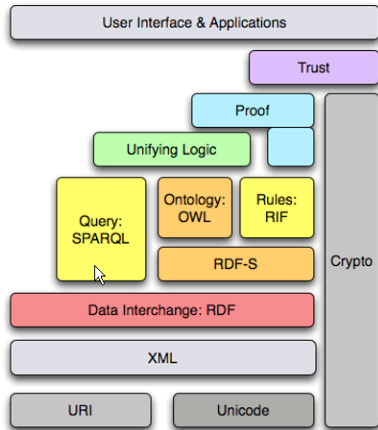 User Interface & Applications
Trust
Proof
Unifying Logic
Query:
SPARQL
Ontology:
OWL
Rules:
RIF
RDF-S
Crypto
Data Interchange: RDF
XML
URI
Unicode